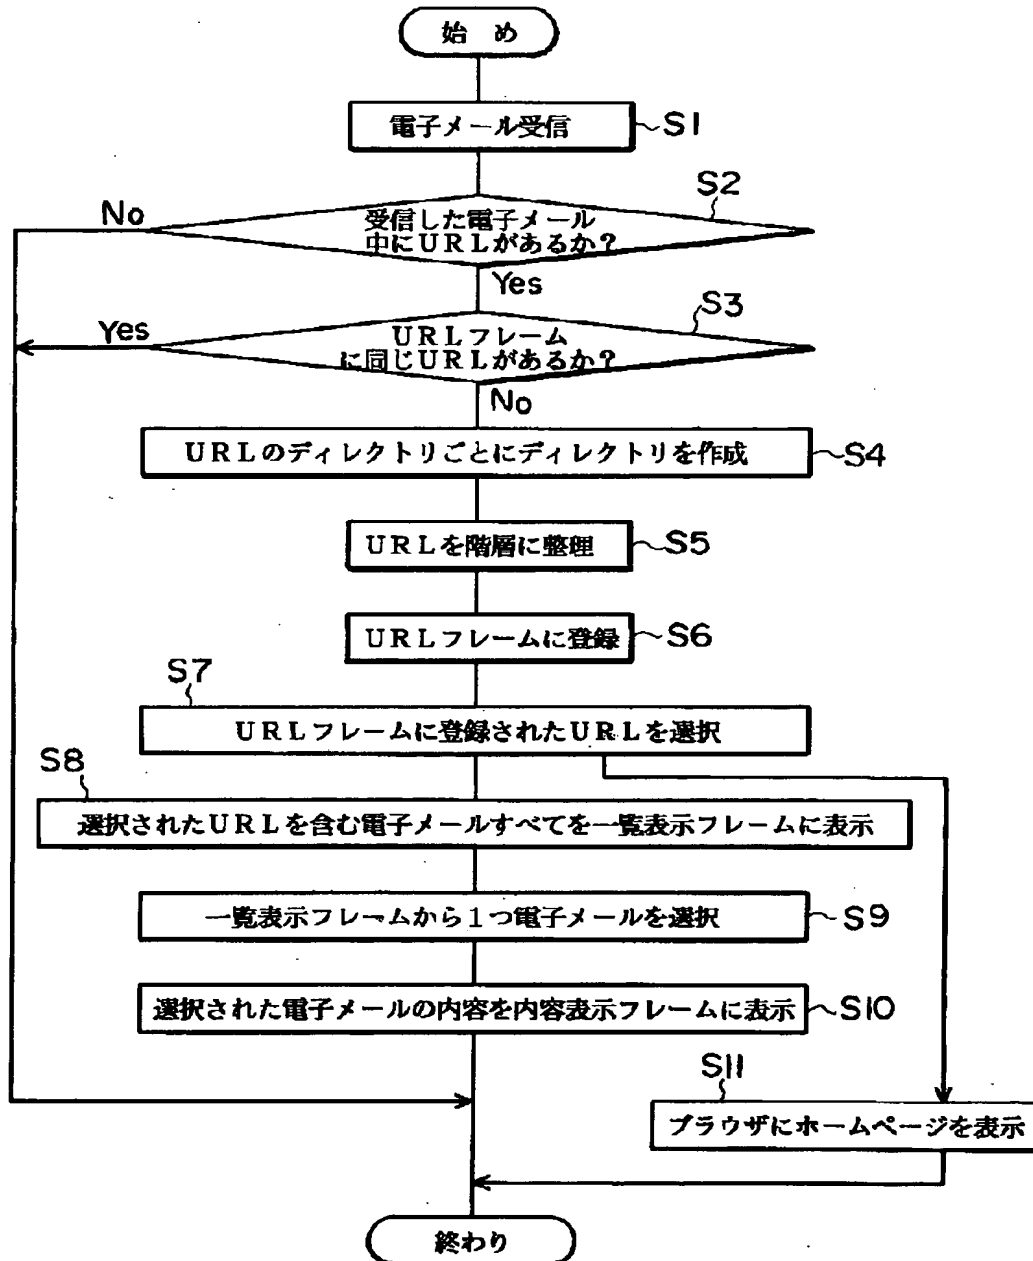 始め
電子メール受信
S1
S2
No
受信した電子メール
中にURLがあるか?
Yes
S3
Yes
URLフレーム
に同じURLがあるか?
No
URLのディレクトリごとにディレクトリを作成
S4
URLを階層に整理
S5
URLフレームに登録
S6
S7
URLフレームに登録されたURLを選択
S8
選択されたURLを含む電子メールすべてを一覧表示フレームに表示
一覧表示フレームから1つ電子メールを選択
S9
選択された電子メールの内容を内容表示フレームに表示
S10
S11
ブラウザにホームページを表示
終わり